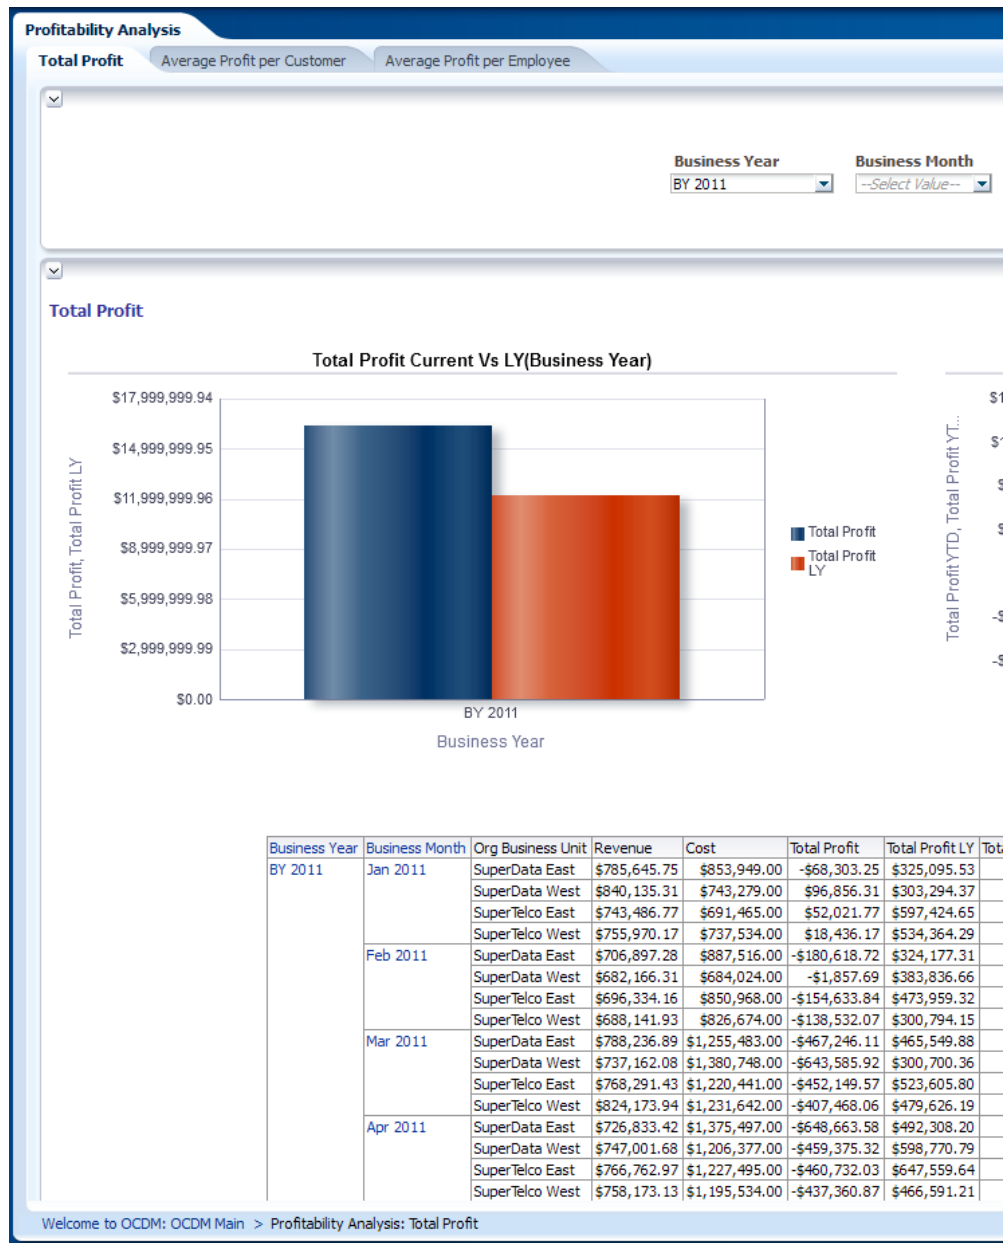 Profitability Analysis
Total Profit Average Profit per Customer Average Profit per Employee
Business Year Business Month
BY 2011 --Select Value--
Total Profit
Total Profit Current Vs LY(Business Year)
Total Profit, Total Profit LY
$17,999,999.94
$14,999,999.95
$11,999,999.96
$8,999,999.97
$5,999,999.98
$2,999,999.99
$0.00
BY 2011
Business Year
Total Profit
Total Profit
LY
Total Profit YTD, Total Profit YT...
Business Year Business Month Org Business Unit Revenue Cost Total Profit Total Profit LY
BY 2011 Jan 2011 SuperData East $785,645.75 $853,949.00 -$68,303.25 $325,095.53
SuperData West $840,135.31 $743,279.00 $96,856.31 $303,294.37
SuperTelco East $743,486.77 $691,465.00 $52,021.77 $597,424.65
SuperTelco West $755,970.17 $737,534.00 $18,436.17 $534,364.29
Feb 2011 SuperData East $706,897.28 $887,516.00 -$180,618.72 $324,177.31
SuperData West $682,166.31 $684,024.00 -$1,857.69 $383,836.66
SuperTelco East $696,334.16 $850,968.00 -$154,633.84 $473,959.32
SuperTelco West $688,141.93 $826,674.00 -$138,532.07 $300,794.15
Mar 2011 SuperData East $788,236.89 $1,255,483.00 -$467,246.11 $465,549.88
SuperData West $737,162.08 $1,380,748.00 -$643,585.92 $300,700.36
SuperTelco East $768,291.43 $1,220,441.00 -$452,149.57 $523,605.80
SuperTelco West $824,173.94 $1,231,642.00 -$407,468.06 $479,626.19
Apr 2011 SuperData East $726,833.42 $1,375,497.00 -$648,663.58 $492,308.20
SuperData West $747,001.68 $1,206,377.00 -$459,375.32 $598,770.79
SuperTelco East $766,762.97 $1,227,495.00 -$460,732.03 $647,559.64
SuperTelco West $758,173.13 $1,195,534.00 -$437,360.87 $466,591.21
Welcome to OCDM: OCDM Main > Profitability Analysis: Total Profit